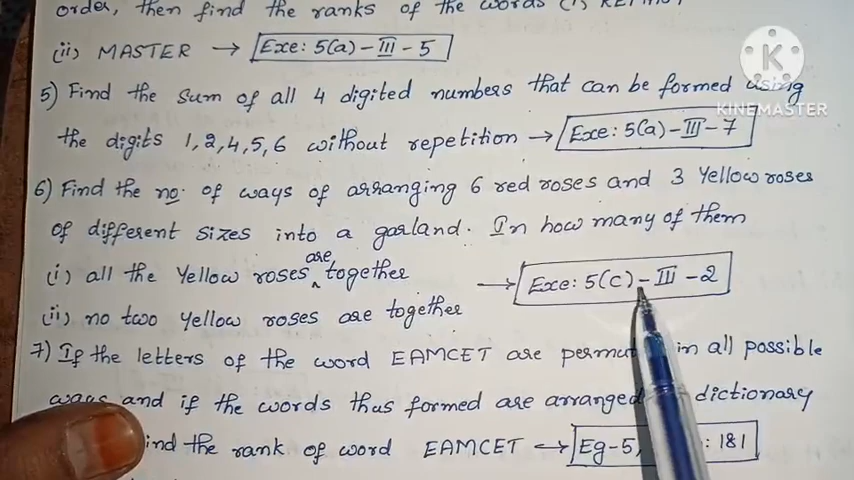 order, then find the ranks of the words (i)
(ii) MASTER → Exe: 5(a)-III-5
5) Find the sum of all 4 digited numbers that can be formed using
the digits 1,2,4,5,6 without repetition → Exe: 5(a)-III-7
6) Find the no. of ways of arranging 6 red roses and 3 Yellow roses
of different sizes into a garland. In how many of them
(i) all the Yellow roses are together → Exe: 5(c)-III-2
(ii) no two Yellow roses are together
7) If the letters of the word EAMCET are in all possible
ways and if the words thus formed are arranged dictionary
the rank of word EAMCET ↔ Eg-5, : 181
K
KINEMASTER